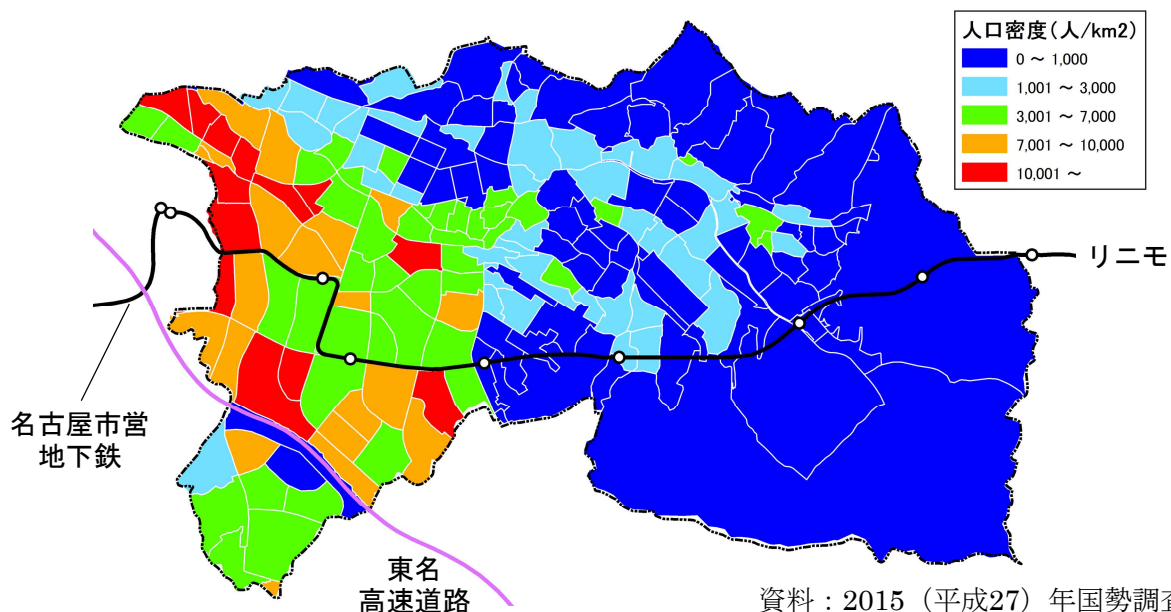 人口密度(人/km2)
0 ~ 1,000
1,001 ~ 3,000
3,001 ~ 7,000
7,001 ~ 10,000
10,001 ~
リニモ
名古屋市営
地下鉄
東名
高速道路
資料:2015(平成27)年国勢調査